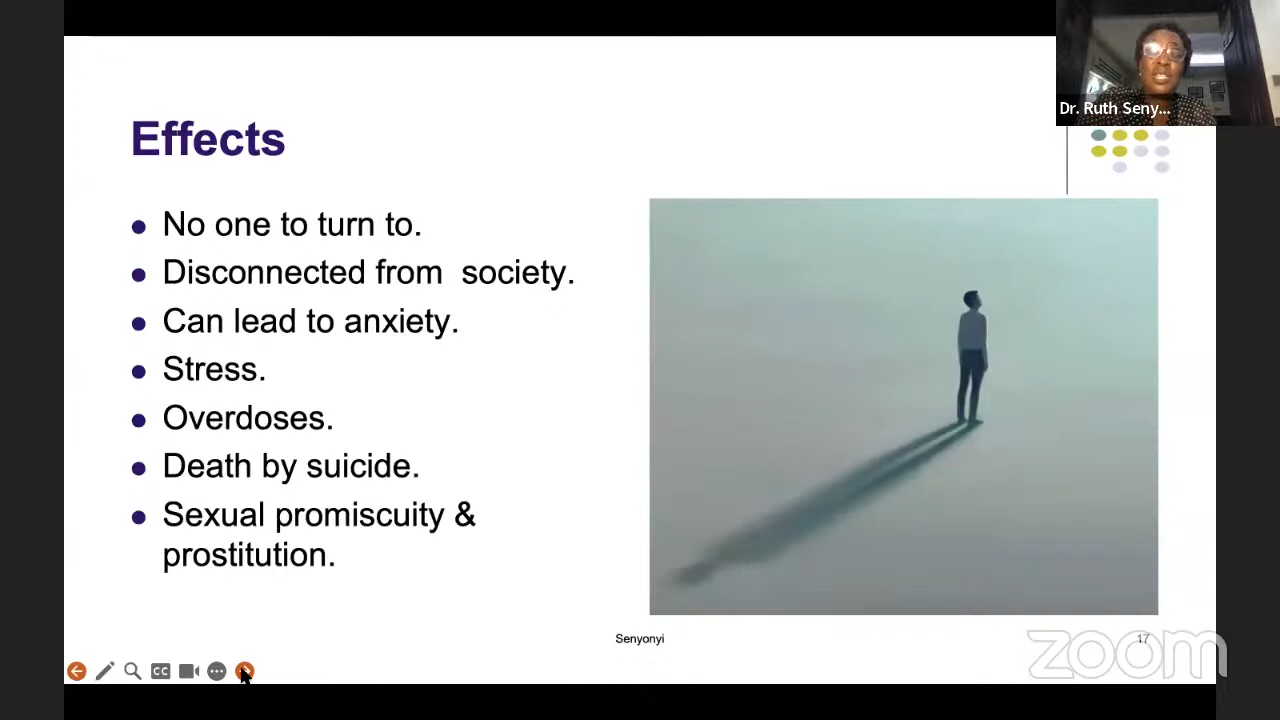 Dr. Ruth Seny...
Effects
No one to turn to.
Disconnected from  society.
Can lead to anxiety.
Stress.
Overdoses.
Death by suicide.
Sexual promiscuity &
prostitution.
Senyonyi
17
zoom
CC